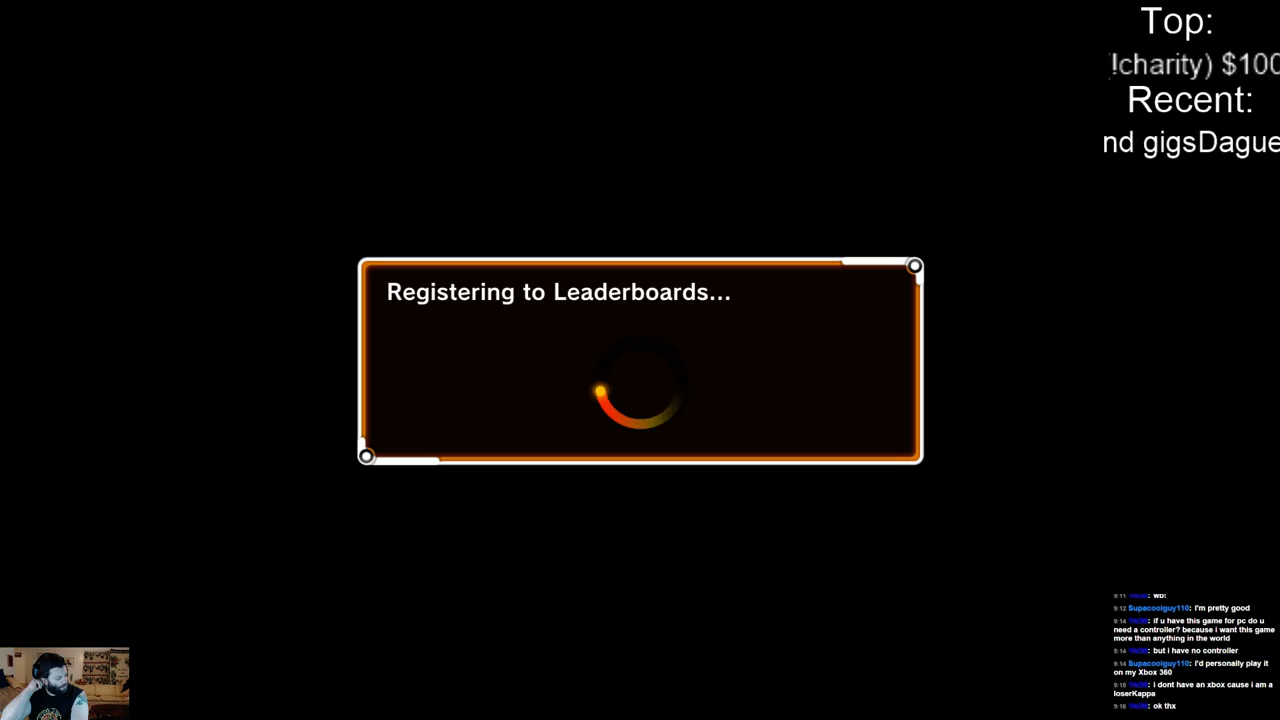 Top:
!charity) $100
Recent:
nd gigsDague
Registering to Leaderboards...
9:11 : wb!
9:12 Supacoolguy110: I'm pretty good
9:14 : if u have this game for pc do u
need a controller? because i want this game
more than anything in the world
9:14 : but i have no controller
9:14 Supacoolguy110: I'd personally play it
on my Xbox 360
9:15 : i dont have an xbox cause i am a
loserKappa
9:16 : ok thx